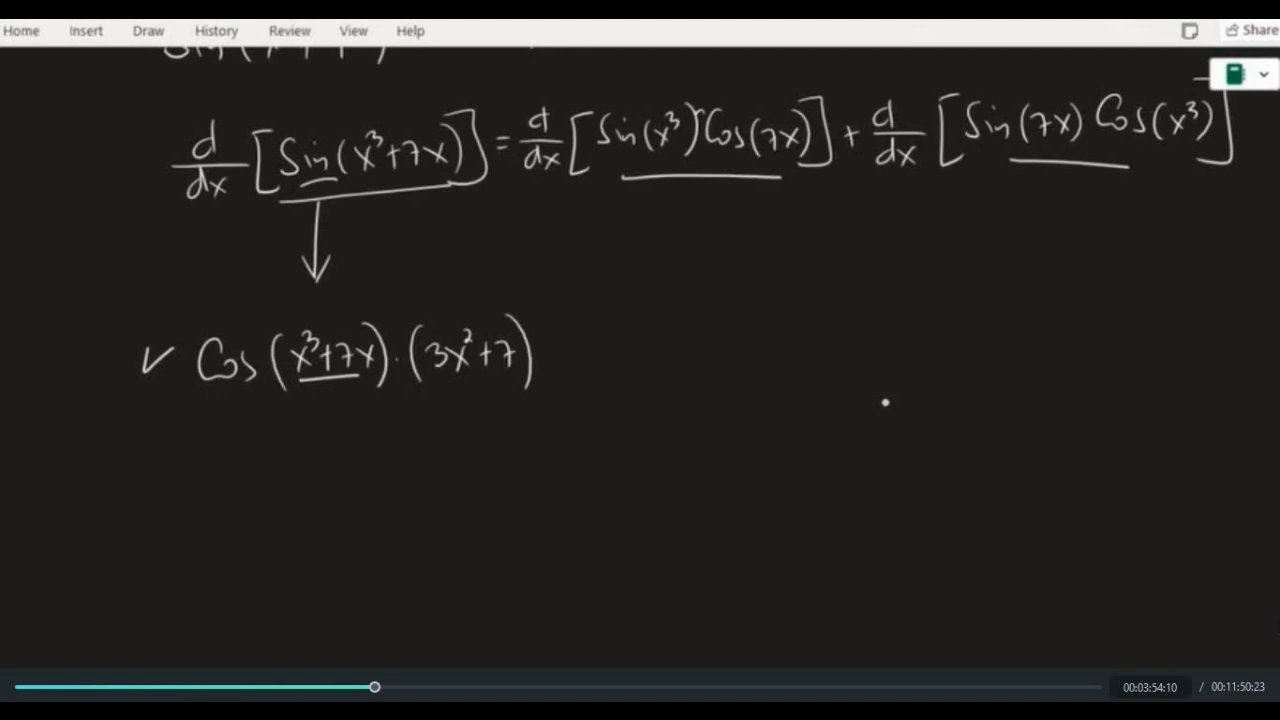 Home Insert Draw History Review View Help Share
d/dx [Sin(x³+7x)] = d/dx [Sin(x³) Cos(7x)] + d/dx [Sin(7x) Cos(x³)]
✓ Cos(x³+7x)·(3x²+7)
00:03:54:10 / 00:11:50:23